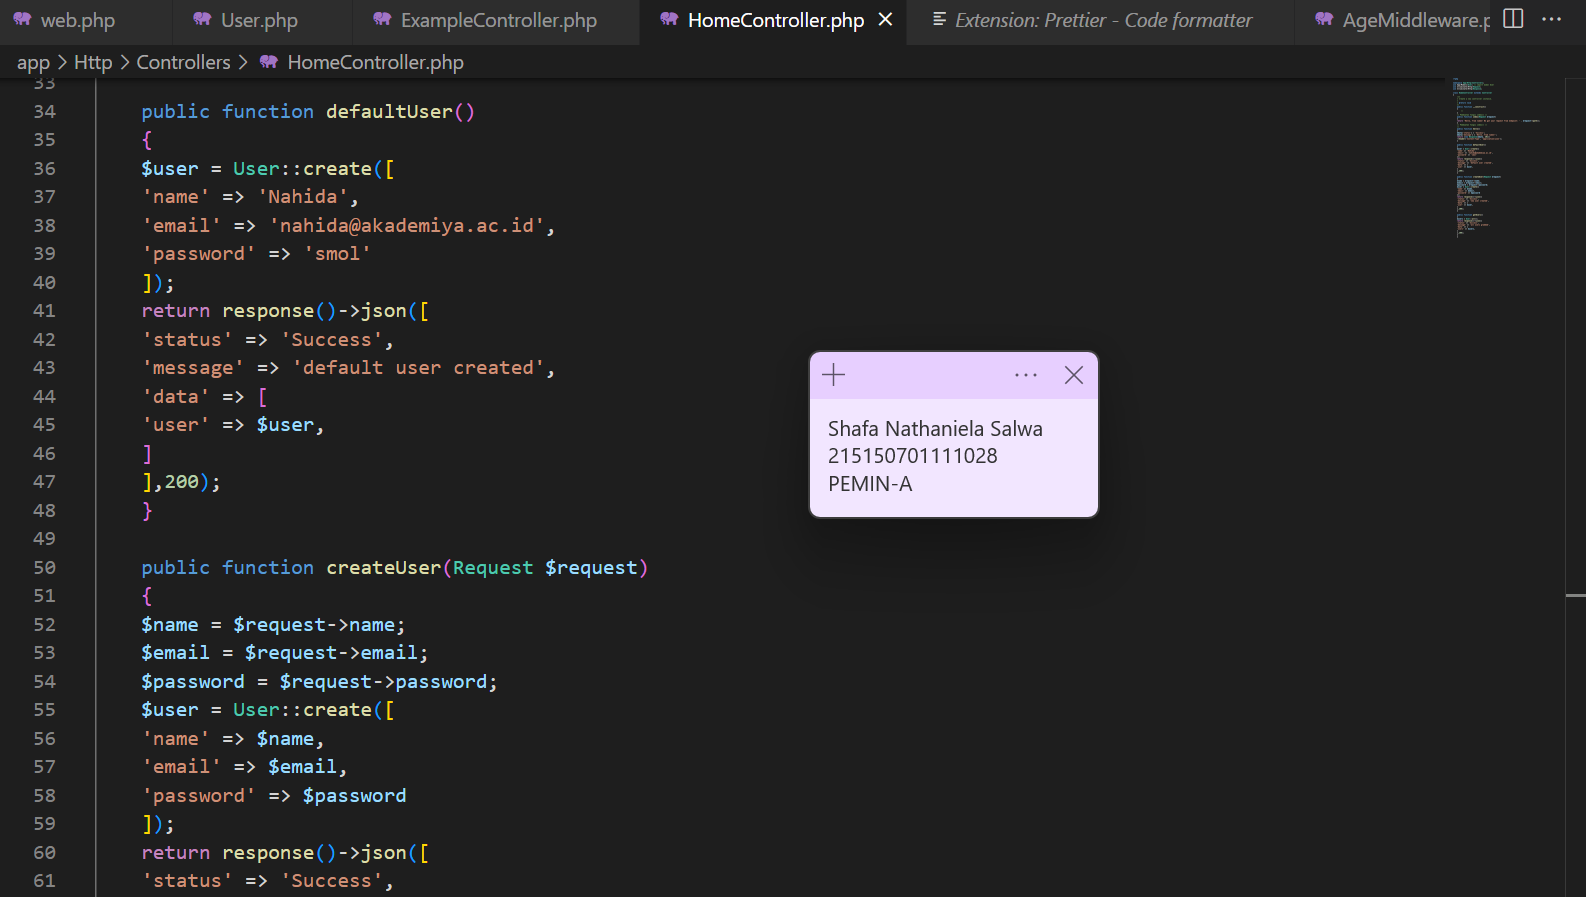 web.php
User.php
ExampleController.php
HomeController.php
Extension: Prettier - Code formatter
AgeMiddleware.p
app > Http > Controllers > HomeController.php
33
34 public function defaultUser()
35 {
36 $user = User::create([
37 'name' => 'Nahida',
38 'email' => 'nahida@akademiya.ac.id',
39 'password' => 'smol'
40 ]);
41 return response()->json([
42 'status' => 'Success',
43 'message' => 'default user created',
44 'data' => [
45 'user' => $user,
46 ]
47 ],200);
48 }
49
50 public function createUser(Request $request)
51 {
52 $name = $request->name;
53 $email = $request->email;
54 $password = $request->password;
55 $user = User::create([
56 'name' => $name,
57 'email' => $email,
58 'password' => $password
59 ]);
60 return response()->json([
61 'status' => 'Success',
Shafa Nathaniela Salwa
215150701111028
PEMIN-A